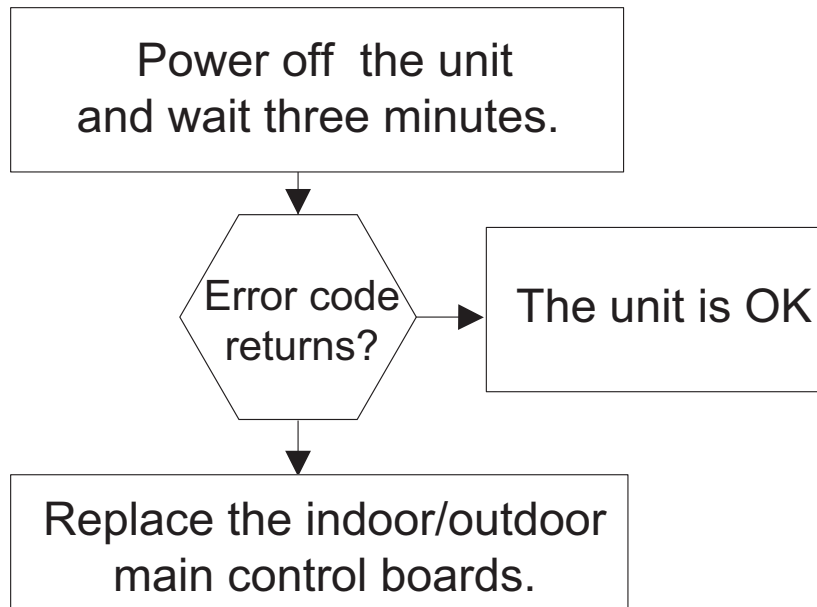 Power off the unit
and wait three minutes.
Error code
returns?
The unit is OK
Replace the indoor/outdoor
main control boards.